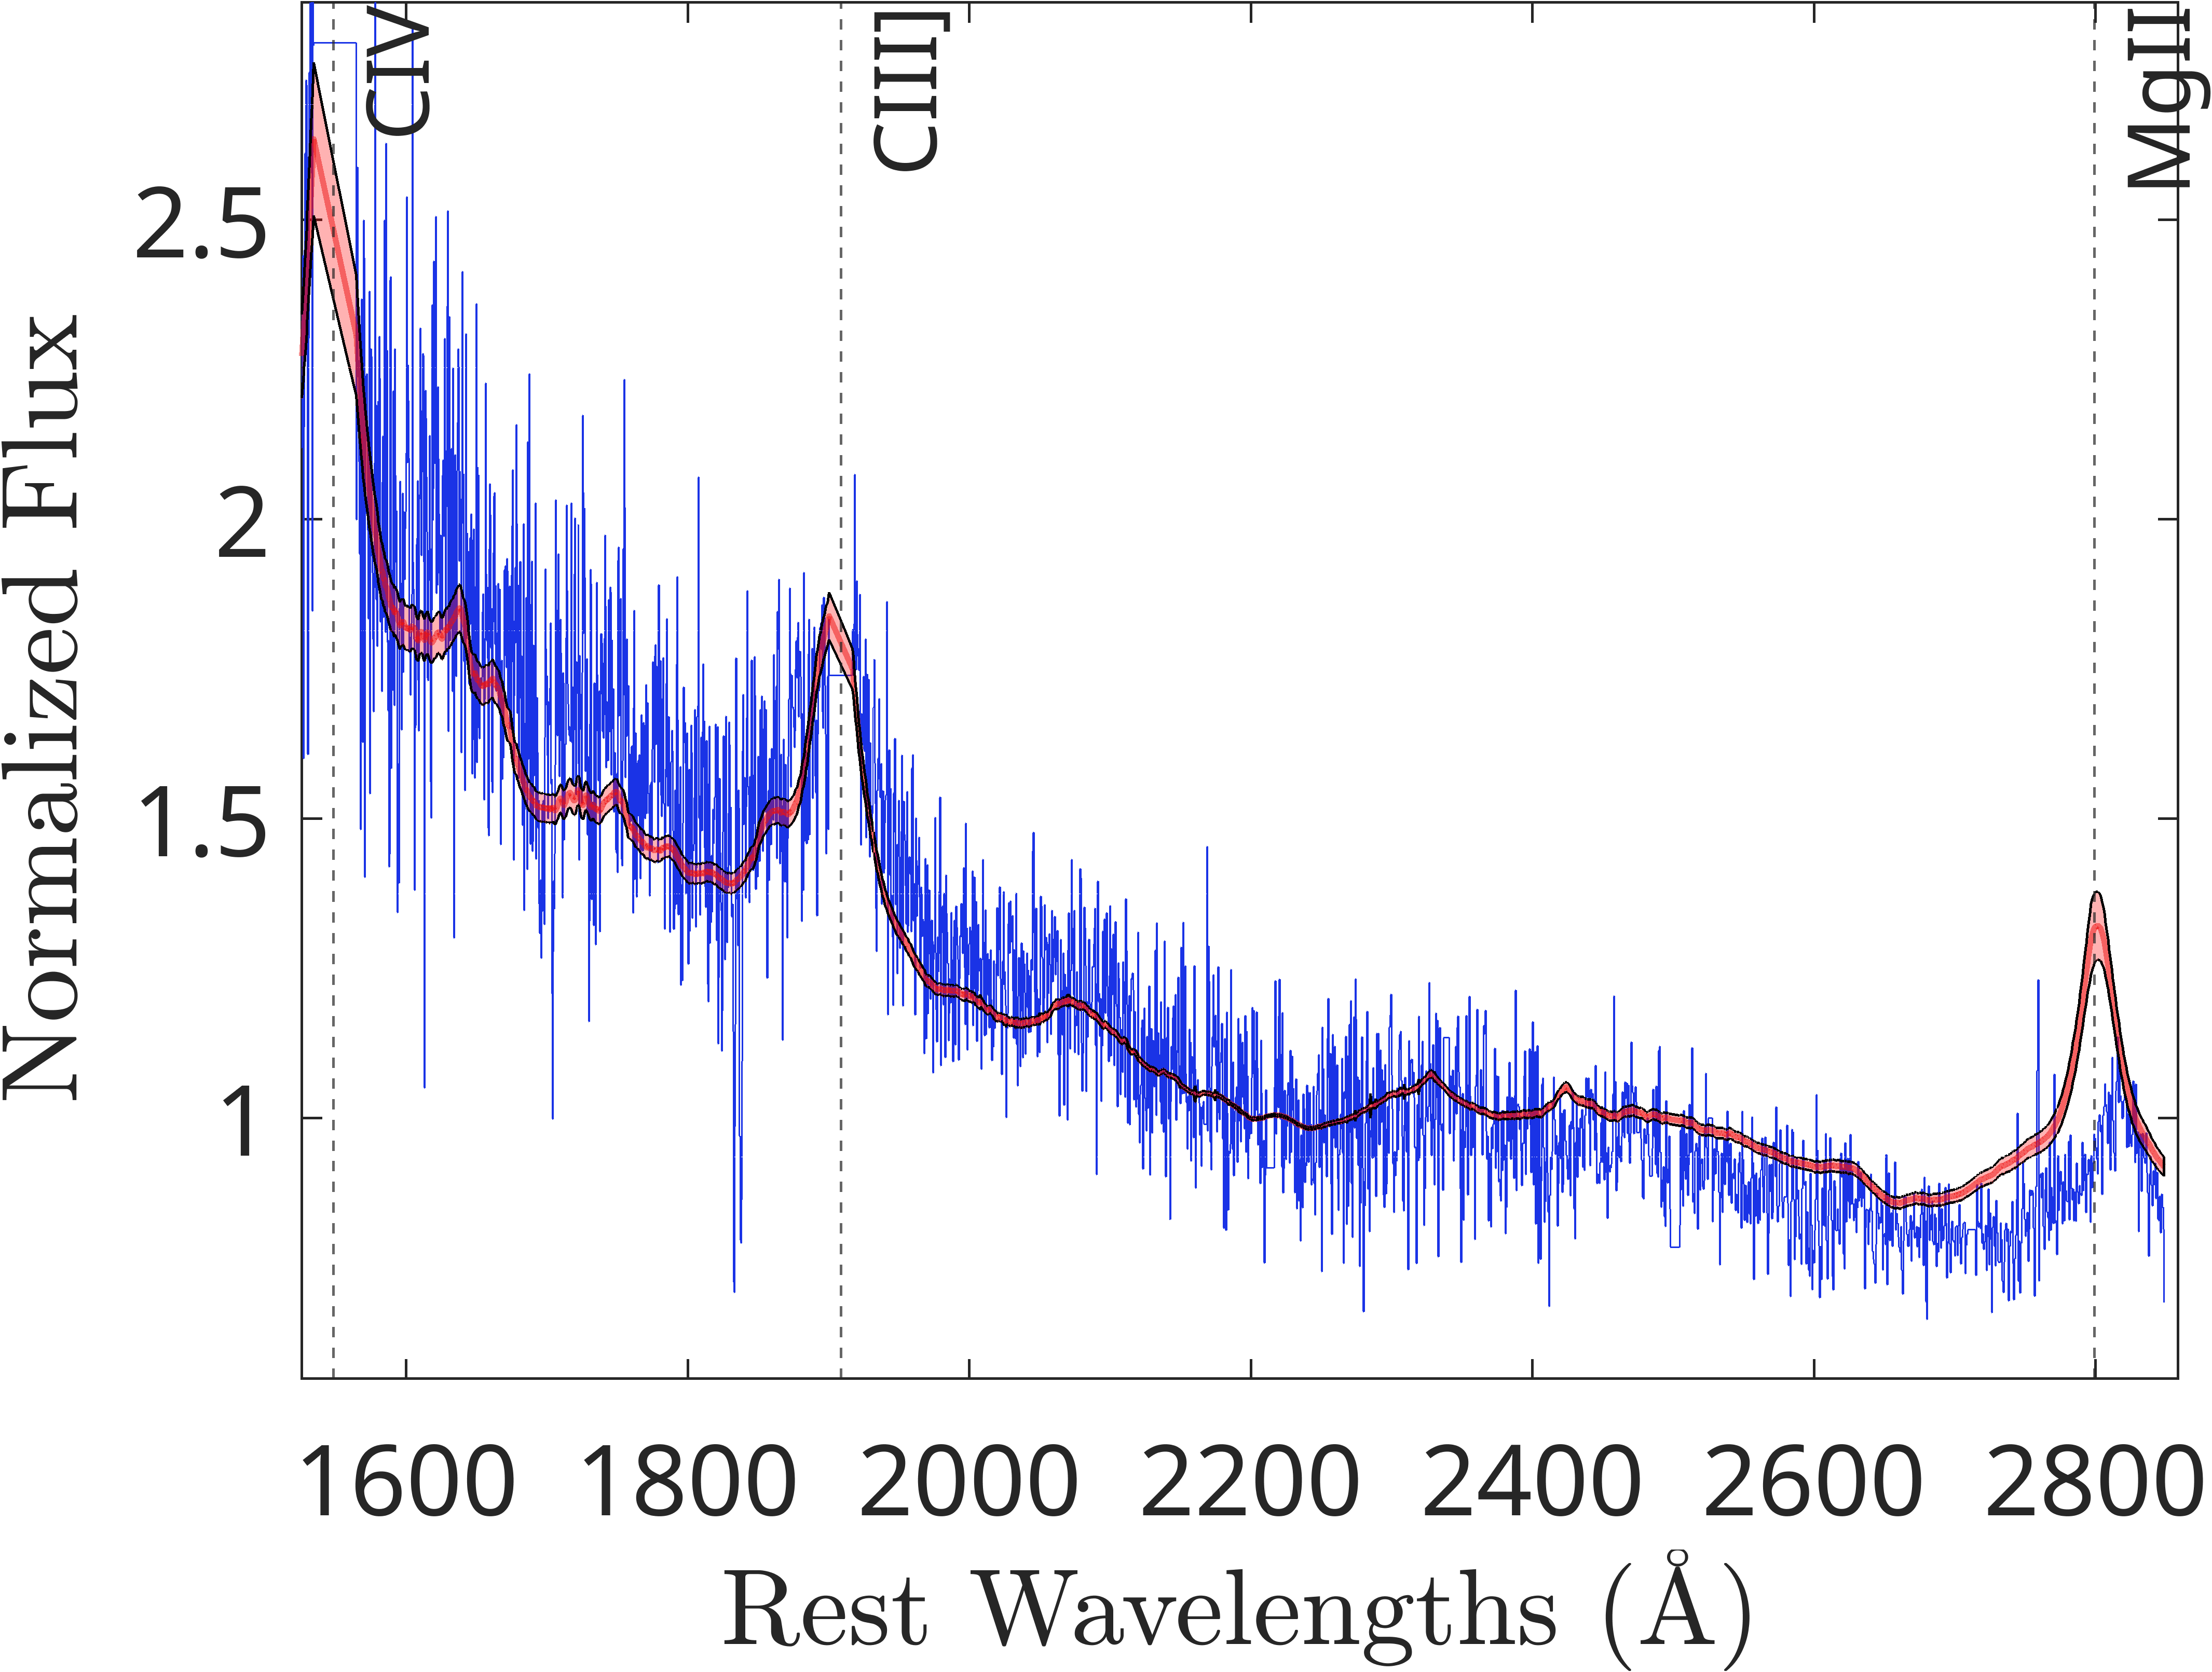 CIV
CIII]
MgII
2.5
2
1.5
1
Normalized Flux
1600 1800 2000 2200 2400 2600 2800
Rest Wavelengths (Å)